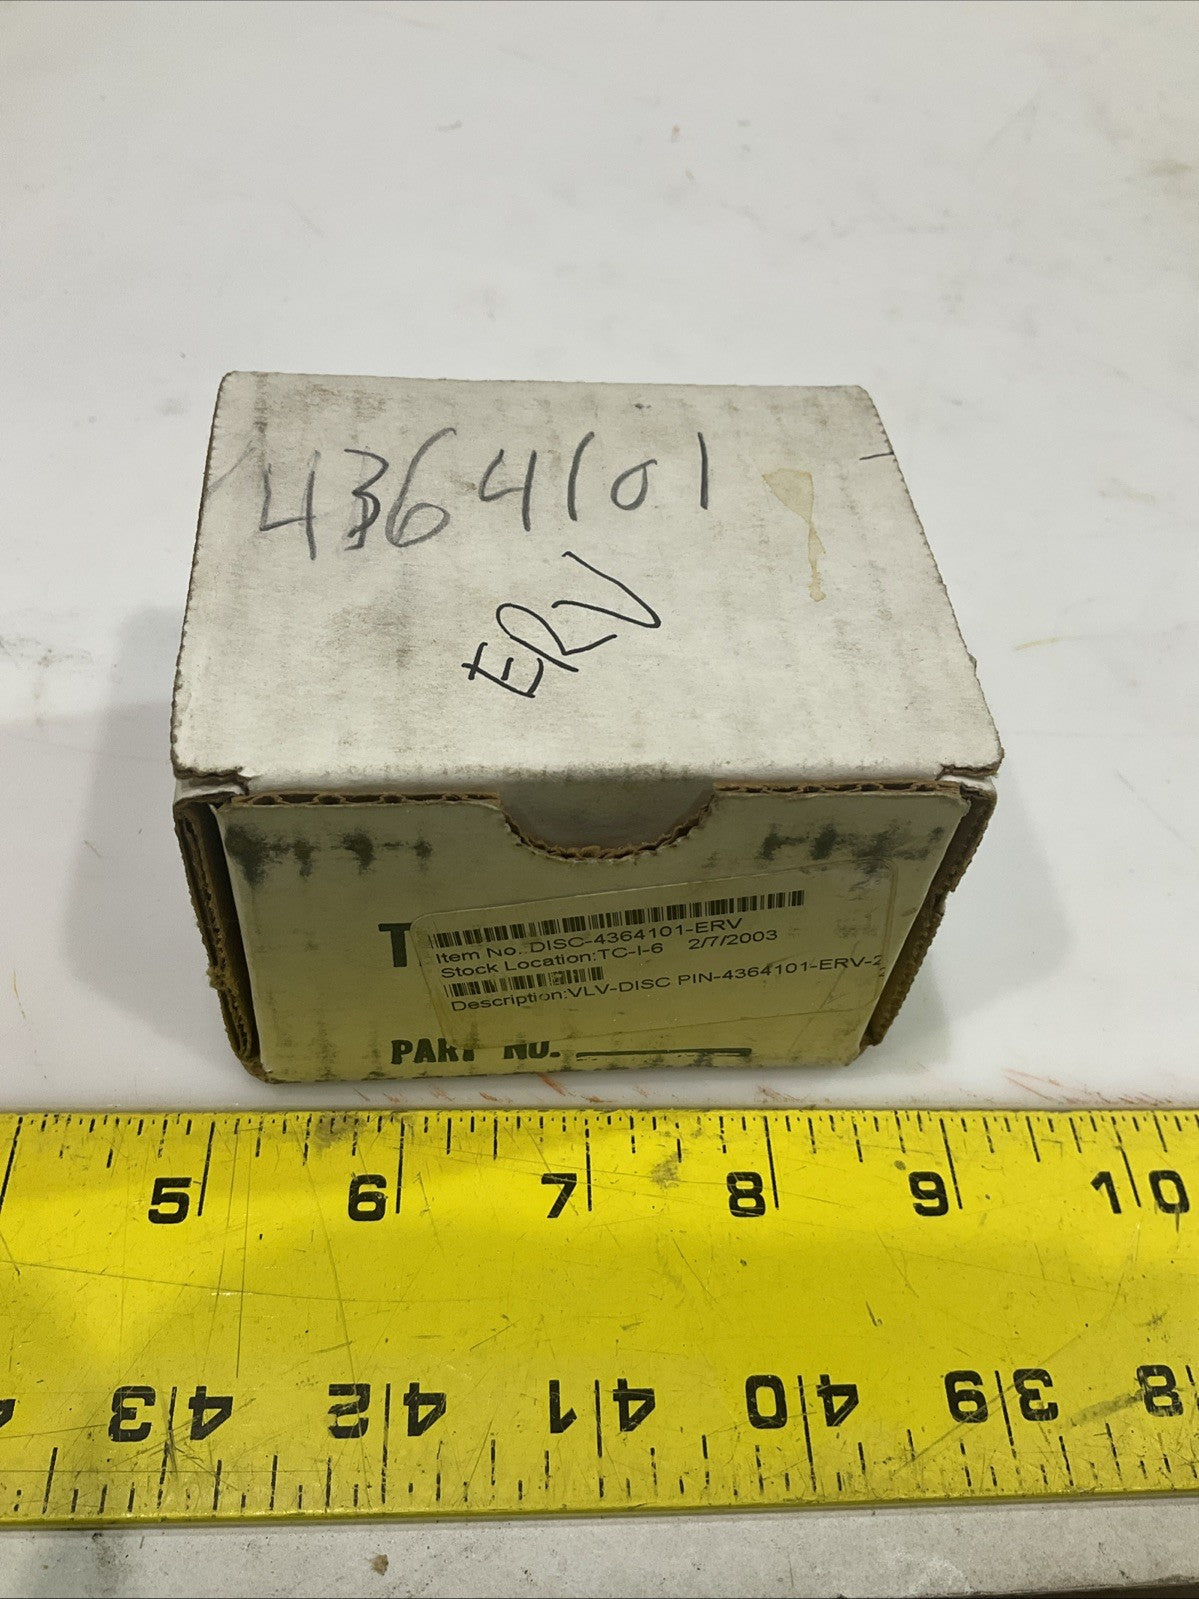 4364101
ERV
T
Item No. DISC-4364101-ERV
Stock Location:TC-I-6 2/7/2003
Description:VLV-DISC PIN-4364101-ERV-2
PART NO.
5 6 7 8 9 10
43 42 41 40 39 38